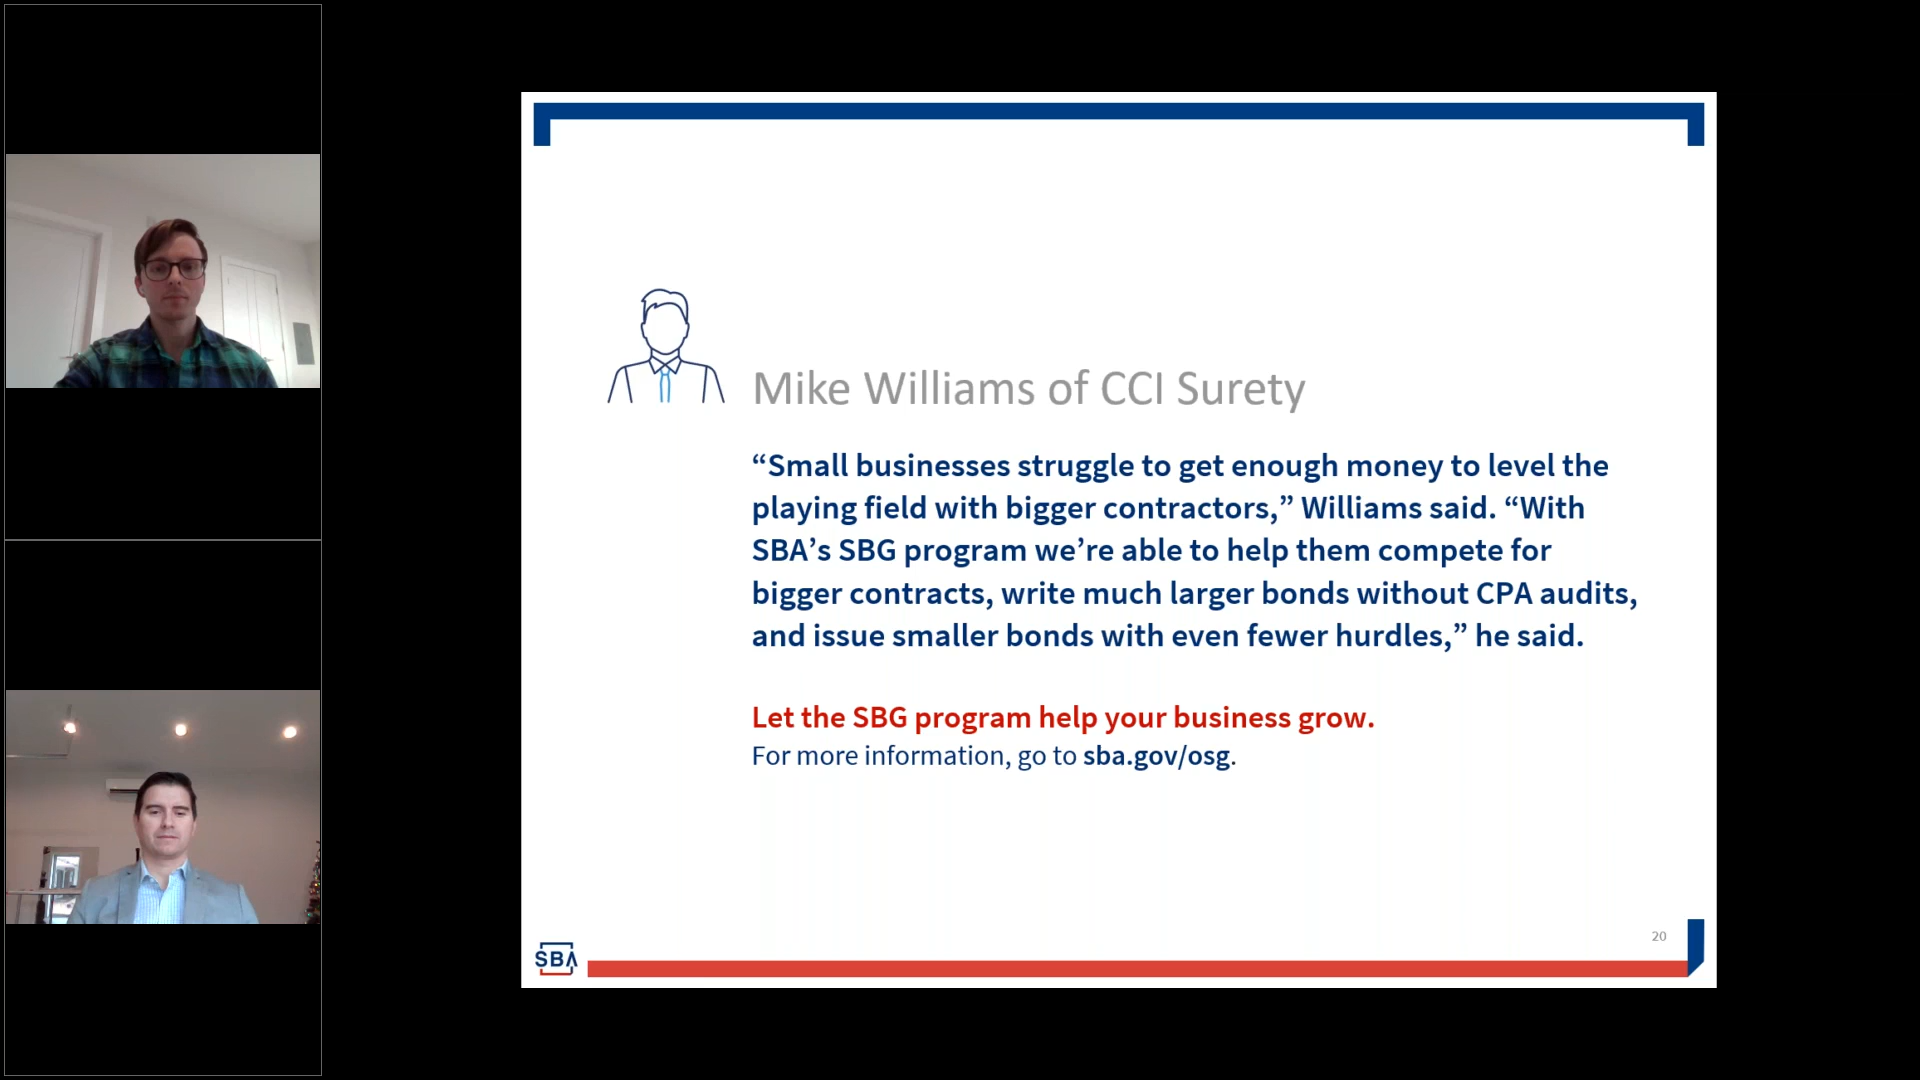 Mike Williams of CCI Surety
“Small businesses struggle to get enough money to level the
playing field with bigger contractors,” Williams said. “With
SBA’s SBG program we’re able to help them compete for
bigger contracts, write much larger bonds without CPA audits,
and issue smaller bonds with even fewer hurdles,” he said.
Let the SBG program help your business grow.
For more information, go to sba.gov/osg.
20
SBA